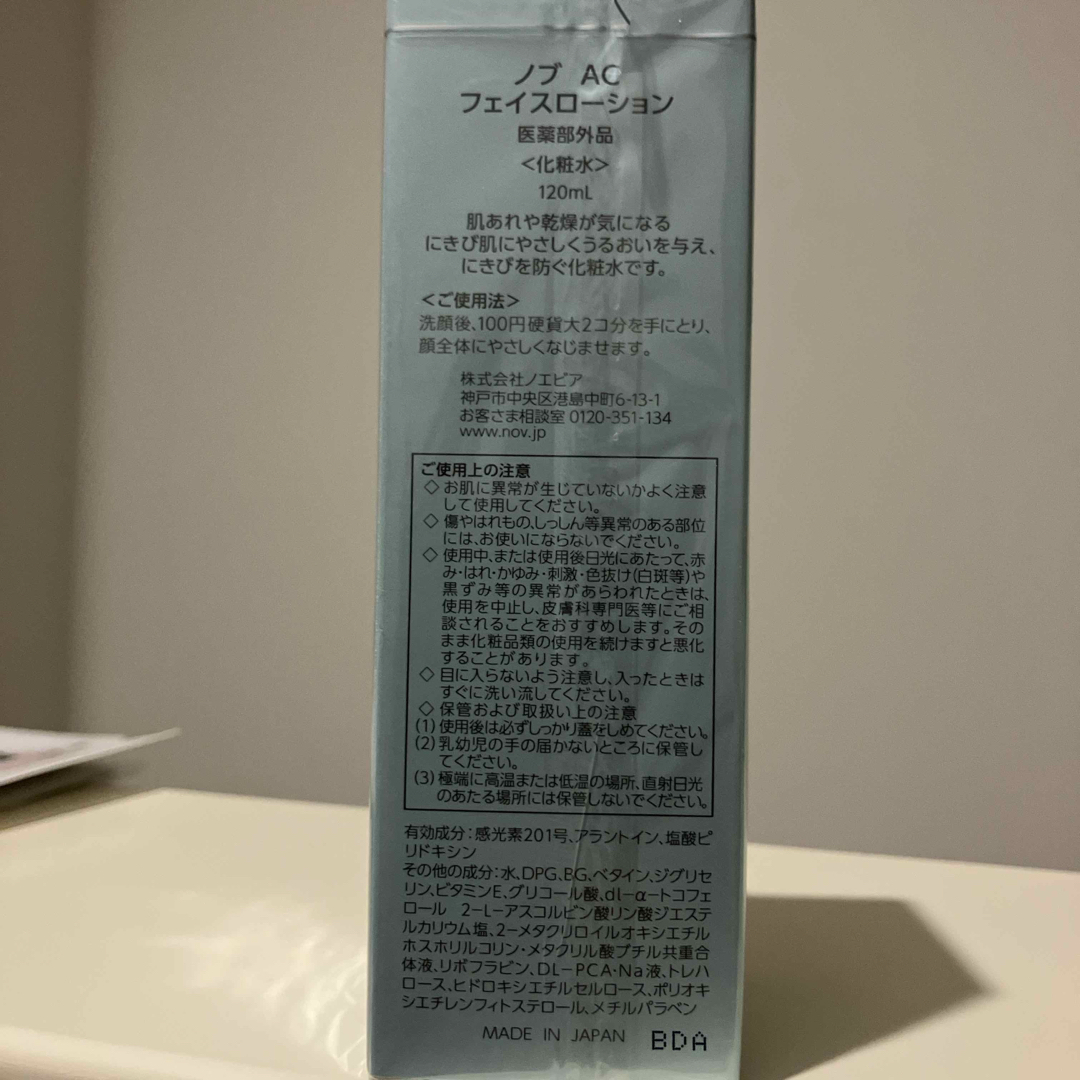 ノブ AC
フェイスローション
医薬部外品
<化粧水>
120mL
肌あれや乾燥が気になる
にきび肌にやさしくうるおいを与え、
にきびを防ぐ化粧水です。
<ご使用法>
洗顔後、100円硬貨大2コ分を手にとり、
顔全体にやさしくなじませます。
株式会社ノエビア
神戸市中央区港島中町6-13-1
お客さま相談室 0120-351-134
www.nov.jp
ご使用上の注意
◇お肌に異常が生じていないかよく注意
して使用してください。
◇傷やはれもの、しっしん等異常のある部位
には、お使いにならないでください。
◇使用中、または使用後日光にあたって、赤
み・はれ・かゆみ・刺激・色抜け(白斑等)や
黒ずみ等の異常があらわれたときは、
使用を中止し、皮膚科専門医等にご相
談されることをおすすめします。その
まま化粧品類の使用を続けますと悪化
することがあります。
◇目に入らないよう注意し、入ったときは
すぐに洗い流してください。
◇保管および取扱い上の注意
(1)使用後は必ずしっかり蓋をしめてください。
(2)乳幼児の手の届かないところに保管し
てください。
(3)極端に高温または低温の場所、直射日光
のあたる場所には保管しないでください。
有効成分:感光素201号、アラントイン、塩酸ピ
リドキシン
その他の成分:水、DPG、BG、ベタイン、ジグリセ
リン、ビタミンE、グリコール酸、dl-α-トコフェ
ロール 2-L-アスコルビン酸リン酸ジエステ
ルカリウム塩、2-メタクリロイルオキシエチル
ホスホリルコリン・メタクリル酸ブチル共重合
体液、リボフラビン、DL-PCA・Na液、トレハ
ロース、ヒドロキシエチルセルロース、ポリオキ
シエチレンフィトステロール、メチルパラベン
MADE IN JAPAN BDA